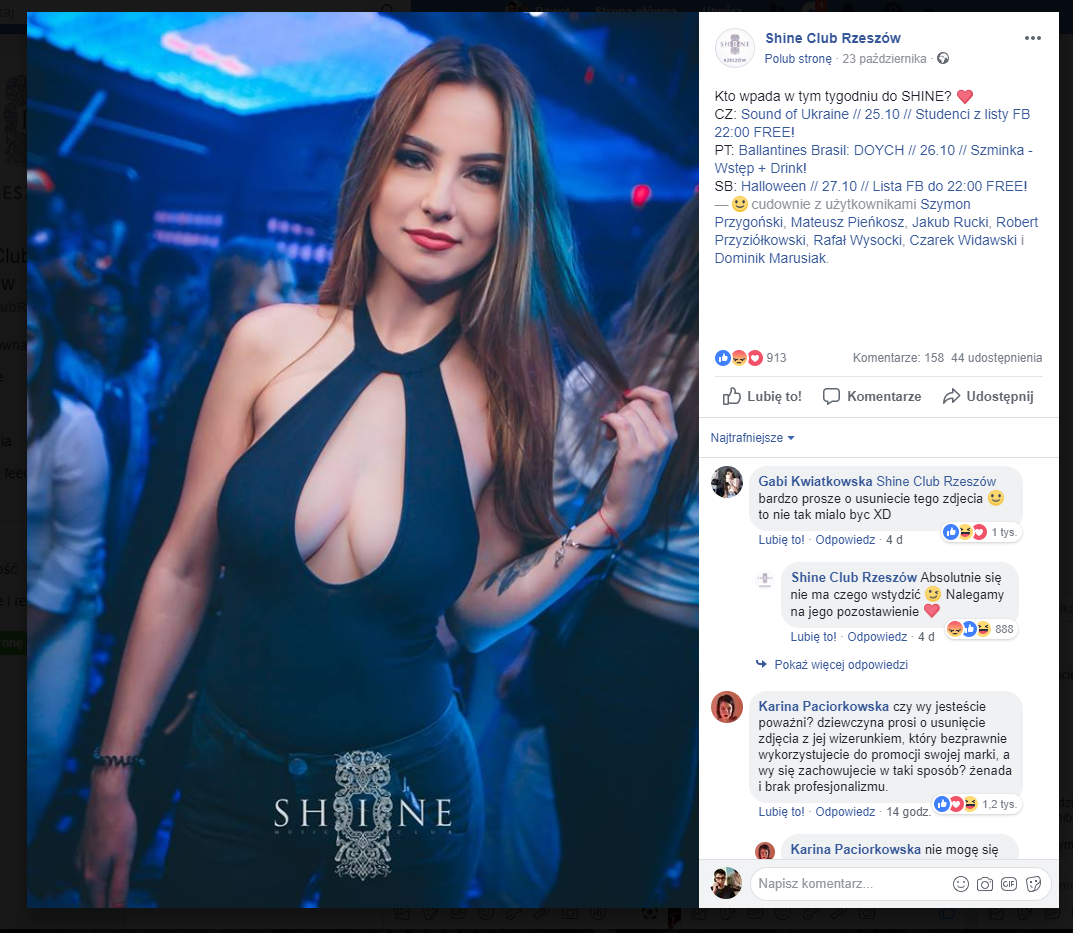 SHINE
MUSIC CLUB
SHINE
RZESZÓW
Shine Club Rzeszów
Polub stronę · 23 października ·
Kto wpada w tym tygodniu do SHINE?
CZ: Sound of Ukraine // 25.10 // Studenci z listy FB
22:00 FREE!
PT: Ballantines Brasil: DOYCH // 26.10 // Szminka -
Wstęp + Drink!
SB: Halloween // 27.10 // Lista FB do 22:00 FREE!
— cudownie z użytkownikami Szymon
Przygoński, Mateusz Pieńkosz, Jakub Rucki, Robert
Przyziółkowski, Rafał Wysocki, Czarek Widawski i
Dominik Marusiak.
913 Komentarze: 158 44 udostępnienia
Lubię to! Komentarze Udostępnij
Najtrafniejsze
Gabi Kwiatkowska Shine Club Rzeszów
bardzo prosze o usuniecie tego zdjecia
to nie tak mialo byc XD
1 tys.
Lubię to! · Odpowiedz · 4 d
Shine Club Rzeszów Absolutnie się
nie ma czego wstydzić Nalegamy
na jego pozostawienie
888
Lubię to! · Odpowiedz · 4 d
Pokaż więcej odpowiedzi
Karina Paciorkowska czy wy jesteście
poważni? dziewczyna prosi o usunięcie
zdjęcia z jej wizerunkiem, który bezprawnie
wykorzystujecie do promocji swojej marki, a
wy się zachowujecie w taki sposób? żenada
i brak profesjonalizmu.
1,2 tys.
Lubię to! · Odpowiedz · 14 godz.
Karina Paciorkowska nie mogę się
Napisz komentarz...
GIF